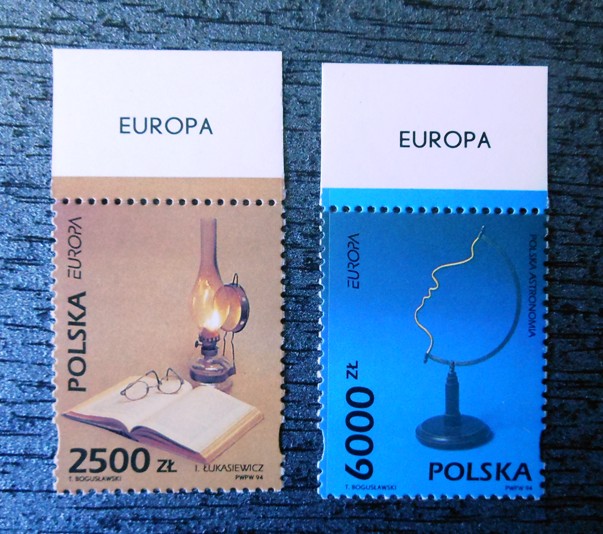 EUROPA
EUROPA
POLSKA
2500 ZŁ
I. ŁUKASIEWICZ
T. BOGUSŁAWSKI
PWPW 94
EUROPA
EUROPA
POLSKA ASTRONOMIA
6000 ZŁ
POLSKA
T. BOGUSŁAWSKI
PWPW 94